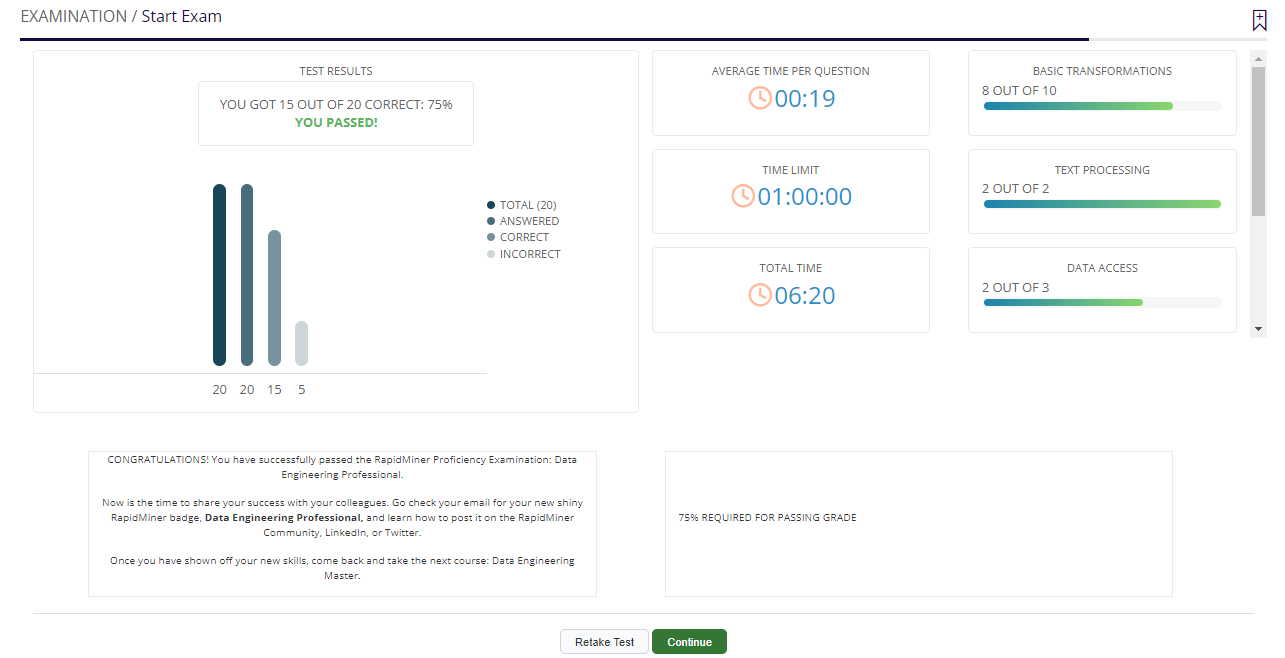 EXAMINATION / Start Exam
TEST RESULTS
YOU GOT 15 OUT OF 20 CORRECT: 75%
YOU PASSED!
TOTAL (20)
ANSWERED
CORRECT
INCORRECT
20 20 15 5
AVERAGE TIME PER QUESTION
00:19
TIME LIMIT
01:00:00
TOTAL TIME
06:20
BASIC TRANSFORMATIONS
8 OUT OF 10
TEXT PROCESSING
2 OUT OF 2
DATA ACCESS
2 OUT OF 3
CONGRATULATIONS! You have successfully passed the RapidMiner Proficiency Examination: Data
Engineering Professional.
Now is the time to share your success with your colleagues. Go check your email for your new shiny
RapidMiner badge, Data Engineering Professional, and learn how to post it on the RapidMiner
Community, LinkedIn, or Twitter.
Once you have shown off your new skills, come back and take the next course: Data Engineering
Master.
75% REQUIRED FOR PASSING GRADE
Retake Test
Continue